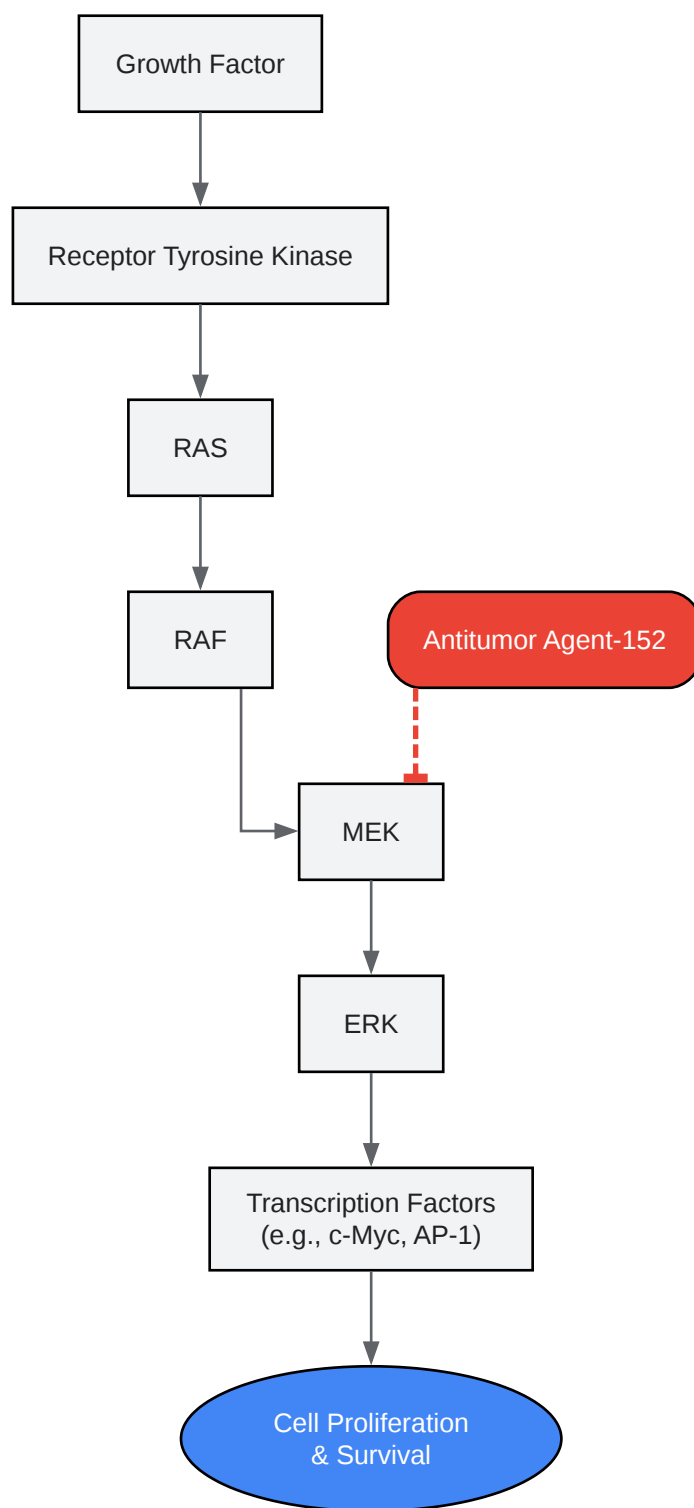 Growth Factor
Receptor Tyrosine Kinase
RAS
RAF
Antitumor Agent-152
MEK
ERK
Transcription Factors
(e.g., c-Myc, AP-1)
Cell Proliferation
& Survival